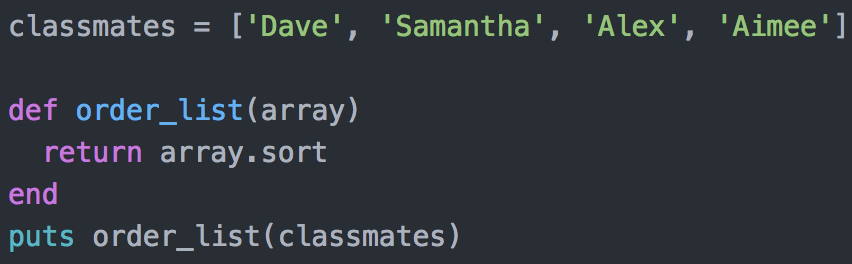 classmates = ['Dave', 'Samantha', 'Alex', 'Aimee']
def order_list(array)
  return array.sort
end
puts order_list(classmates)